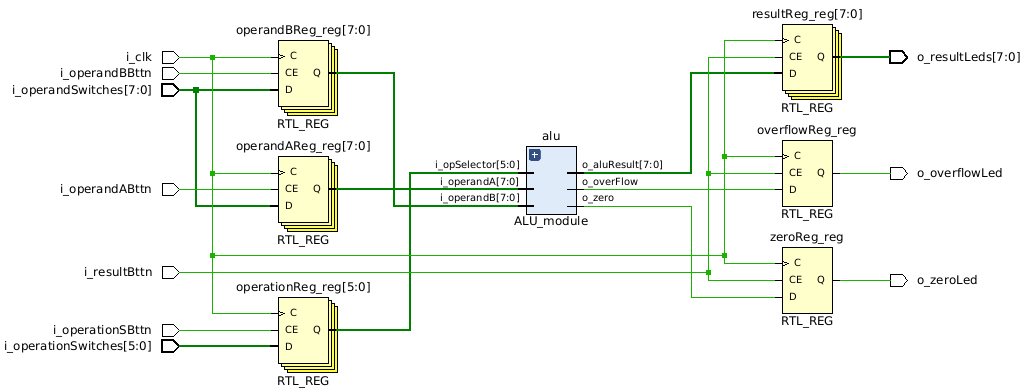 operandBReg_reg[7:0]
resultReg_reg[7:0]
i_clk
i_operandBBttn
i_operandSwitches[7:0]
C
CE
Q
D
RTL_REG
C
CE
Q
D
RTL_REG
o_resultLeds[7:0]
operandAReg_reg[7:0]
i_operandABttn
C
CE
Q
D
RTL_REG
alu
+
i_opSelector[5:0]
i_operandA[7:0]
i_operandB[7:0]
o_aluResult[7:0]
o_overFlow
o_zero
ALU_module
overflowReg_reg
C
CE
Q
D
RTL_REG
o_overflowLed
i_resultBttn
zeroReg_reg
C
CE
Q
D
RTL_REG
o_zeroLed
operationReg_reg[5:0]
i_operationSBttn
i_operationSwitches[5:0]
C
CE
Q
D
RTL_REG